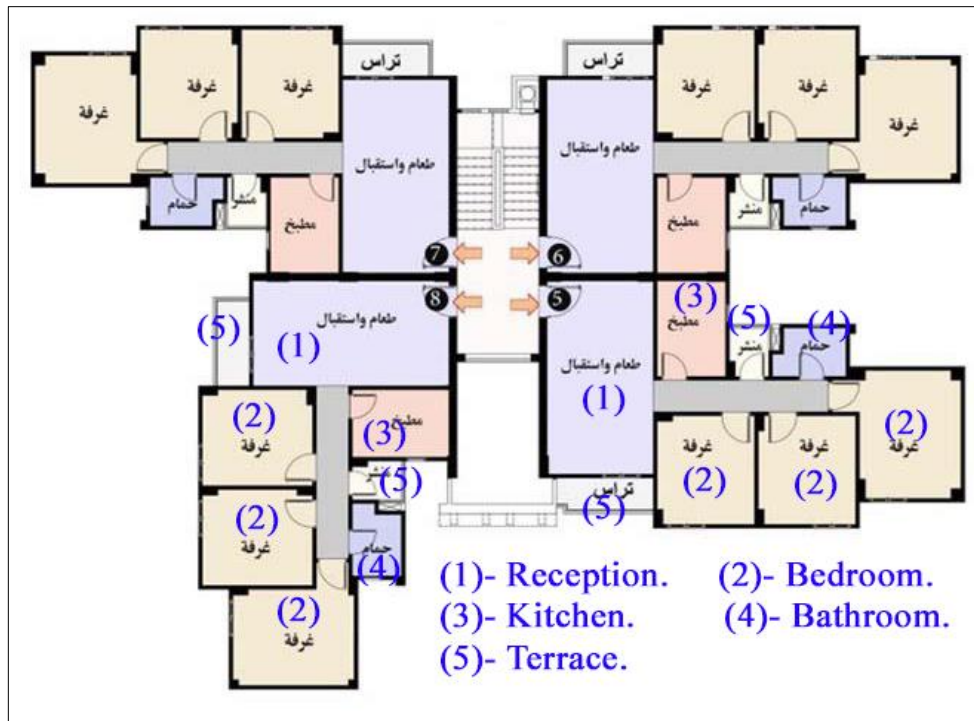 تراس
تراس
غرفة
غرفة
غرفة
طعام واستقبال
حمام
منشر
مطبخ
7
طعام واستقبال
غرفة
غرفة
غرفة
مطبخ
منشر
حمام
6
8
طعام واستقبال
(1)
(5)
غرفة
(2)
غرفة
(2)
غرفة
(2)
مطبخ
(3)
منشر
(5)
حمام
(4)
5
طعام واستقبال
(1)
(3)
مطبخ
(5)
منشر
(4)
حمام
غرفة
(2)
غرفة
(2)
(2)
غرفة
تراس
(5)
(1)- Reception. (2)- Bedroom.
(3)- Kitchen. (4)- Bathroom.
(5)- Terrace.